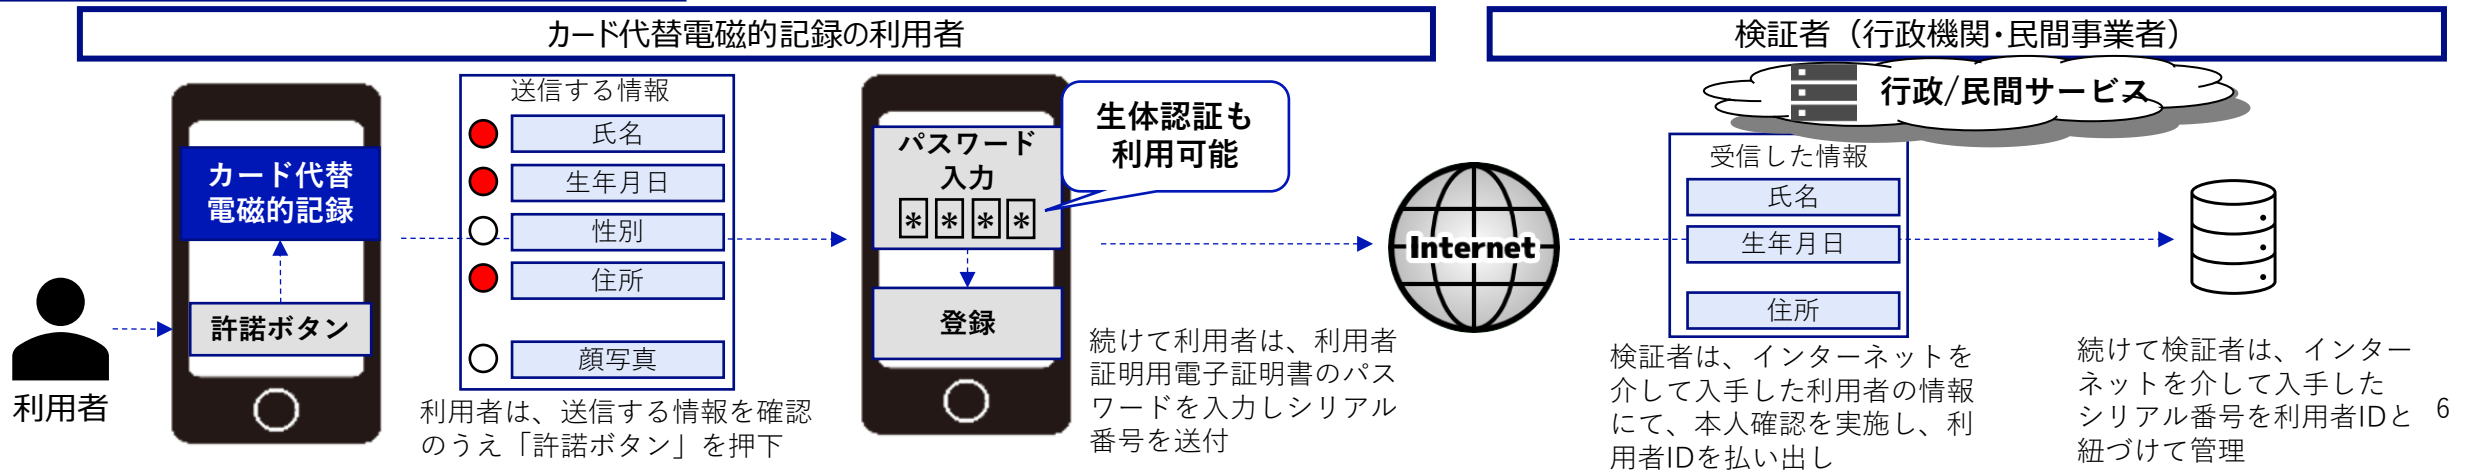 カード代替電磁的記録の利用者
検証者（行政機関･民間事業者）
利用者
カード代替
電磁的記録
許諾ボタン
送信する情報
氏名
生年月日
性別
住所
顔写真
利用者は、送信する情報を確認
のうえ「許諾ボタン」を押下
パスワード
入力
＊＊＊＊
登録
生体認証も
利用可能
続けて利用者は、利用者
証明用電子証明書のパス
ワードを入力しシリアル
番号を送付
Internet
行政/民間サービス
受信した情報
氏名
生年月日
住所
検証者は、インターネットを
介して入手した利用者の情報
にて、本人確認を実施し、利
用者IDを払い出し
続けて検証者は、インター
ネットを介して入手した
シリアル番号を利用者IDと
紐づけて管理
6